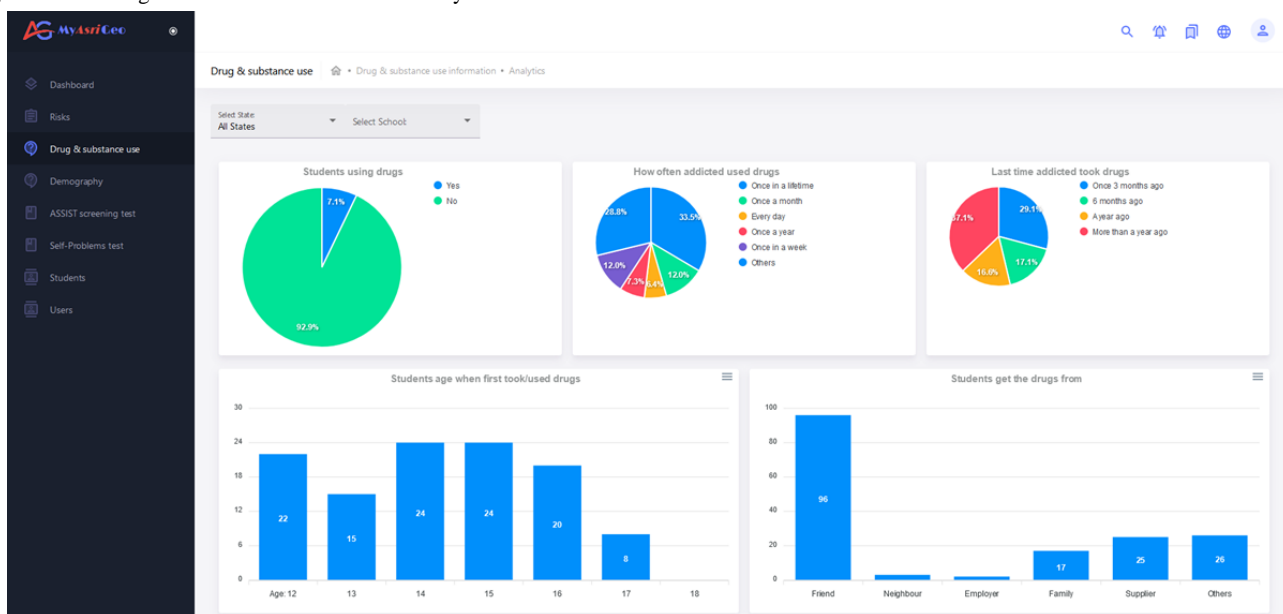 MyAsriGeo
Drug & substance use
Drug & substance use information • Analytics
Dashboard
Risks
Drug & substance use
Demography
ASSIST screening test
Self-Problems test
Students
Users
Select State:
All States
Select School:
Students using drugs
Yes
No
7.1%
92.9%
How often addicted used drugs
Once in a lifetime
Once a month
Every day
Once a year
Once in a week
Others
28.8%
33.5%
12.0%
7.3%
6.4%
12.0%
Last time addicted took drugs
Once 3 months ago
6 months ago
A year ago
More than a year ago
37.1%
29.1%
16.6%
17.1%
Students age when first took/used drugs
30
24
18
12
6
0
22
15
24
24
20
8
Age: 12 13 14 15 16 17 18
Students get the drugs from
100
80
60
40
20
0
96
17
25
26
Friend Neighbour Employer Family Supplier Others